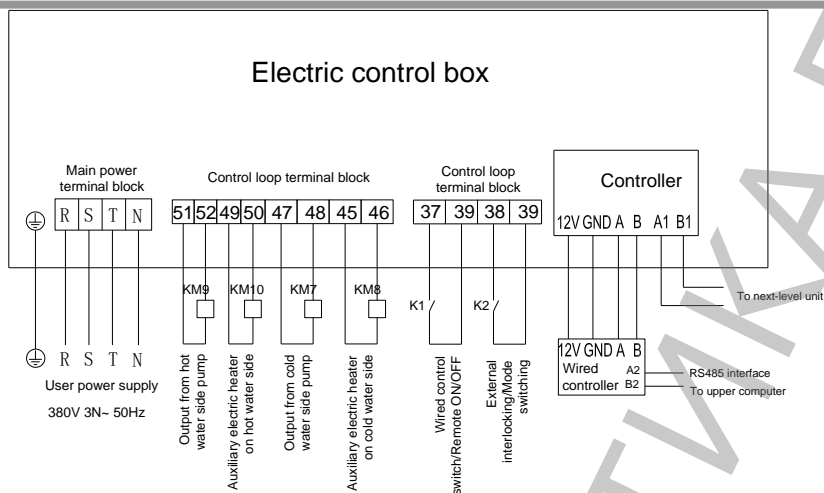 Electric control box
Main power
terminal block
Control loop terminal block
Control loop
terminal block
Controller
R S T N
51 52 49 50 47 48 45 46
37 39 38 39
12V GND A B A1 B1
KM9 KM10 KM7 KM8
K1 K2
To next-level unit
R S T N
User power supply
380V 3N~ 50Hz
Output from hot
water side pump
Auxiliary electric heater
on hot water side
Output from cold
water side pump
Auxiliary electric heater
on cold water side
Wired control
switch/Remote ON/OFF
External
interlocking/Mode
switching
12V GND A B
Wired
controller
A2
B2
RS485 interface
To upper computer